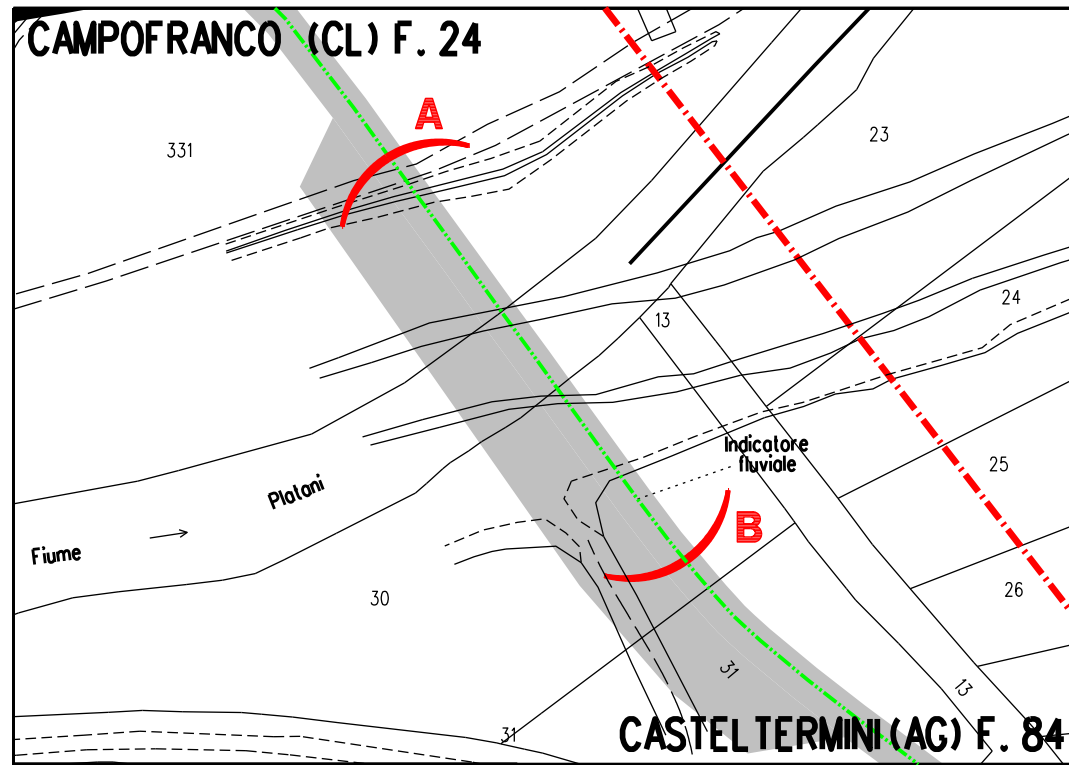 CAMPOFRANCO (CL) F. 24
A
23
331
24
13
Indicatore
fluviale
25
Platani
B
Fiume
26
30
31
13
31
CASTELTERMINI (AG) F. 84